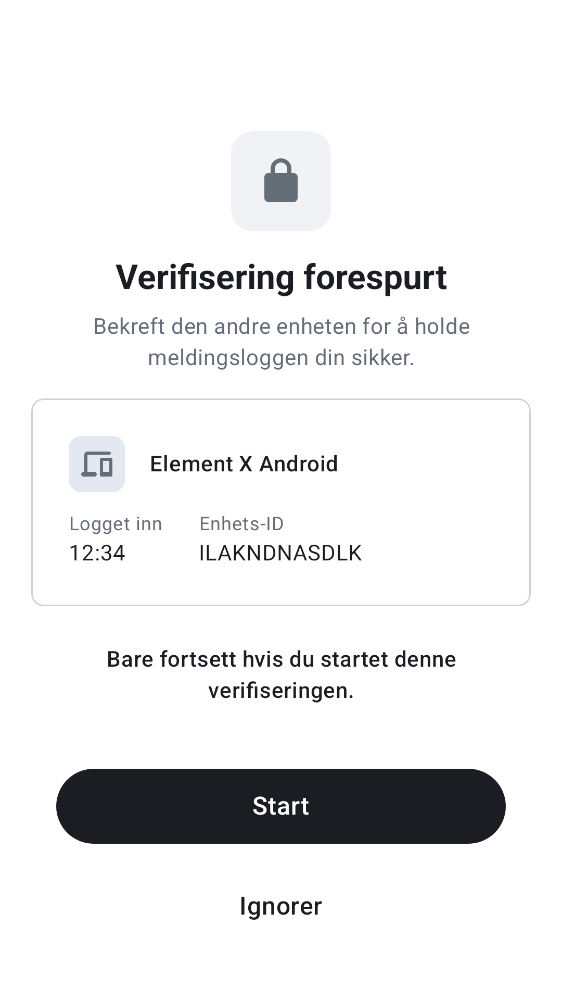 Verifisering forespurt
Bekreft den andre enheten for å holde
meldingsloggen din sikker.
Element X Android
Logget inn
Enhets-ID
12:34
ILAKNDNASDLK
Bare fortsett hvis du startet denne
verifiseringen.
Start
Ignorer